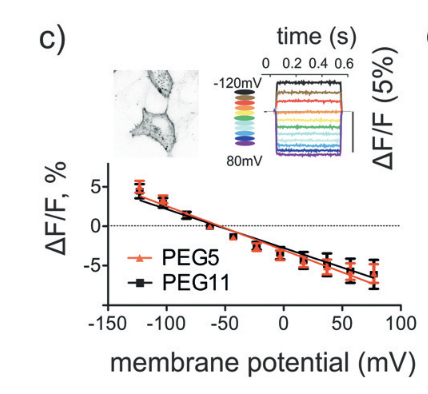 c)
time (s)
0 0.2 0.4 0.6
-120mV
80mV
ΔF/F (5%)
ΔF/F, %
5
0
-5
PEG5
PEG11
-150 -100 -50 0 50 100
membrane potential (mV)